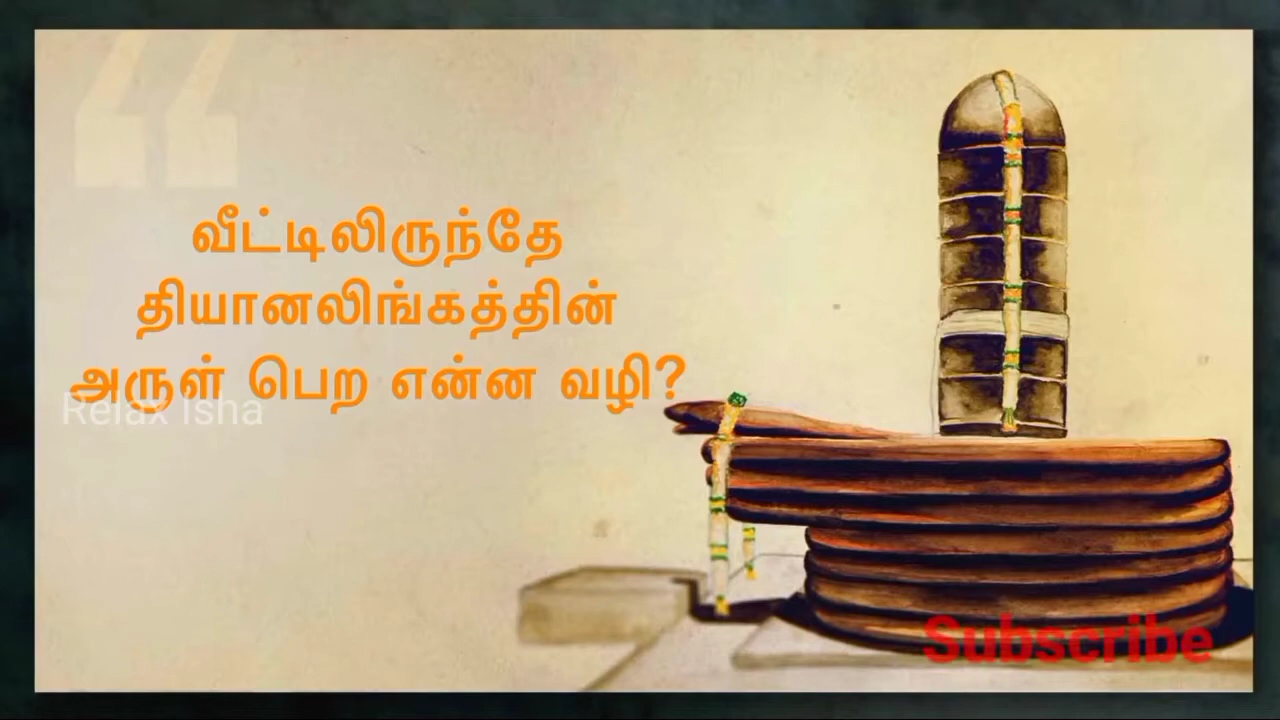 வீட்டிலிருந்தே
தியானலிங்கத்தின்
அருள் பெற என்ன வழி?
Relax Isha
Subscribe